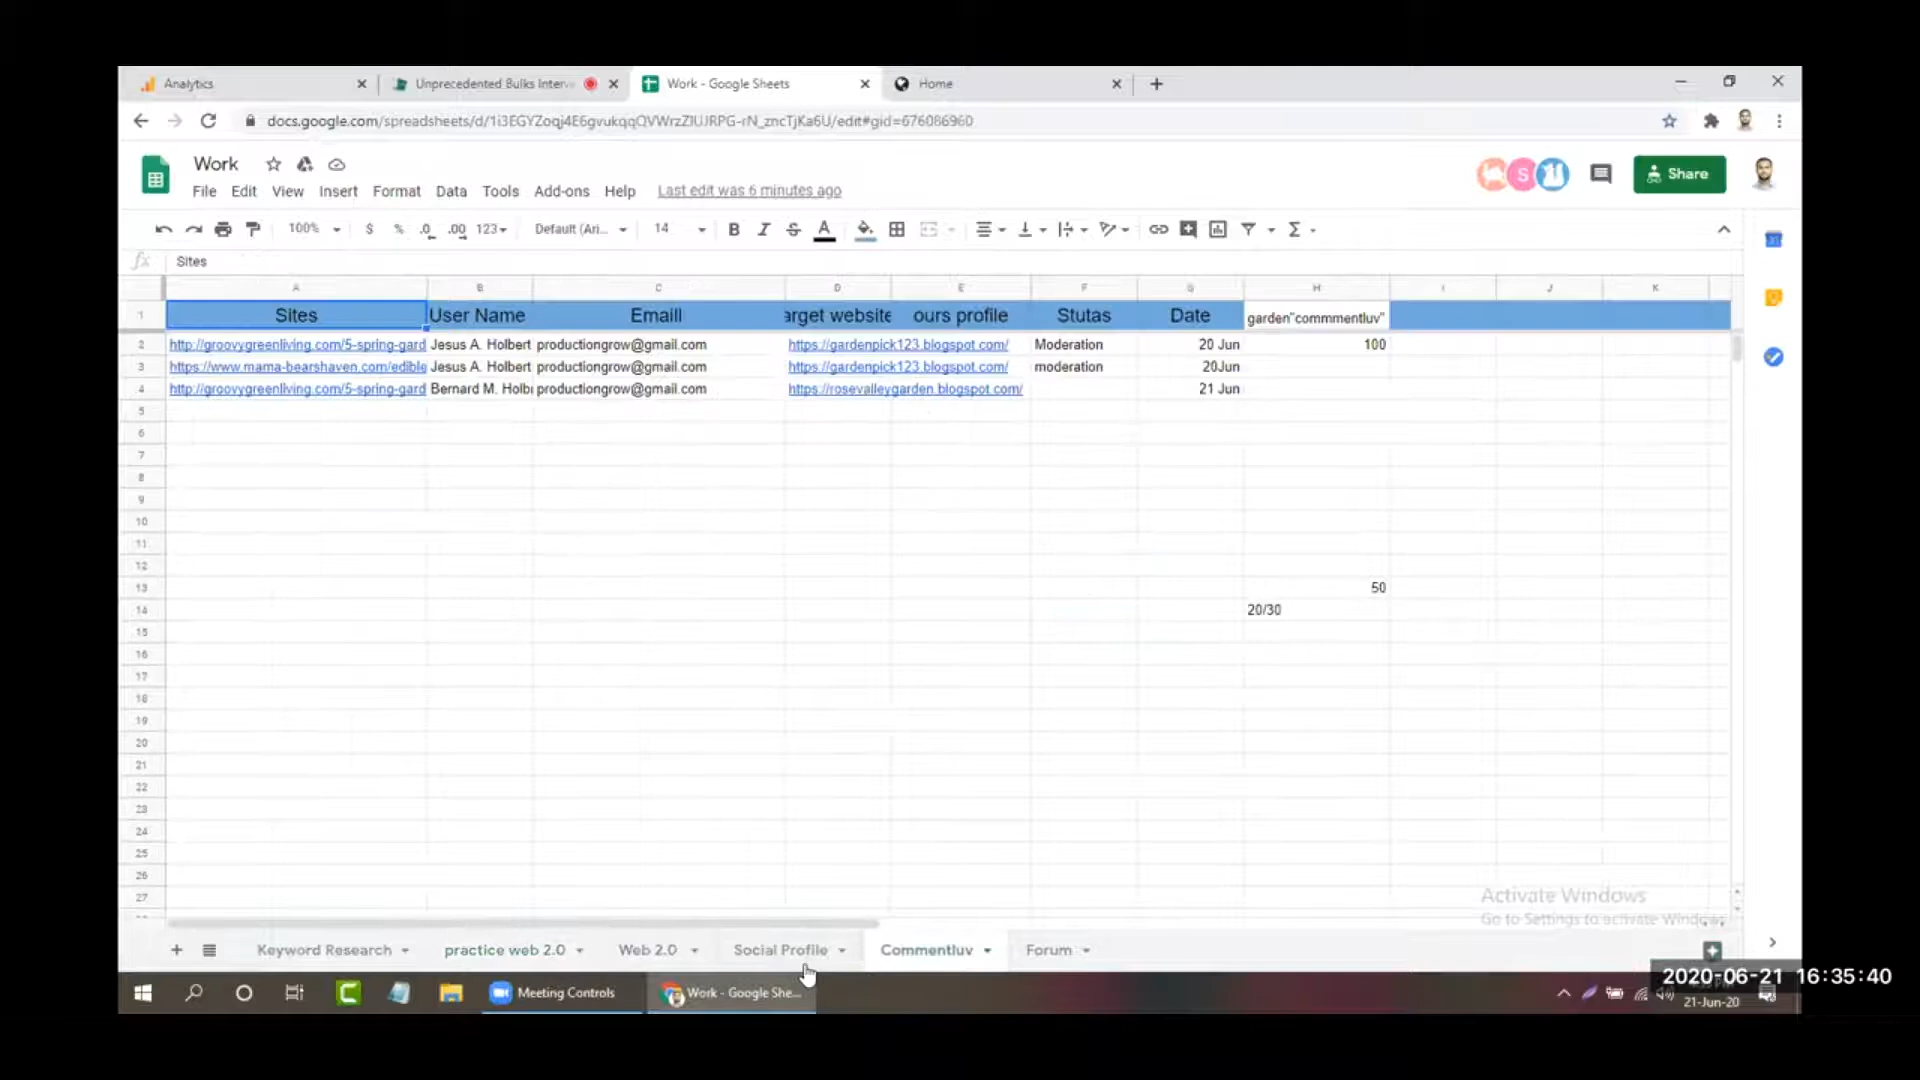 Analytics
Unprecedented Bulks Interv
Work - Google Sheets
Home
docs.google.com/spreadsheets/d/1i3EGYZoqj4E6gvukqqQVWrzZlUJRPG-rN_zncTjKa6U/edit#gid=676086960
Work
File Edit View Insert Format Data Tools Add-ons Help Last edit was 6 minutes ago
S
Share
100% $ % .0 .00 123 Default (Ari... 14 B I S A
fx Sites
A B C D E F G H I J K
1 Sites User Name Emaill arget website ours profile Stutas Date garden"commmentluv"
2 http://groovygreenliving.com/5-spring-gard Jesus A. Holbert productiongrow@gmail.com https://gardenpick123.blogspot.com/ Moderation 20 Jun 100
3 https://www.mama-bearshaven.com/edible Jesus A. Holbert productiongrow@gmail.com https://gardenpick123.blogspot.com/ moderation 20Jun
4 http://groovygreenliving.com/5-spring-gard Bernard M. Holb productiongrow@gmail.com https://rosevalleygarden.blogspot.com/ 21 Jun
5
6
7
8
9
10
11
12
13 50
14 20/30
15
16
17
18
19
20
21
22
23
24
25
26
27
Activate Windows
Go to Settings to activate Windows.
Keyword Research practice web 2.0 Web 2.0 Social Profile Commentluv Forum
Meeting Controls
Work - Google She...
2020-06-21 16:35:40
21-Jun-20